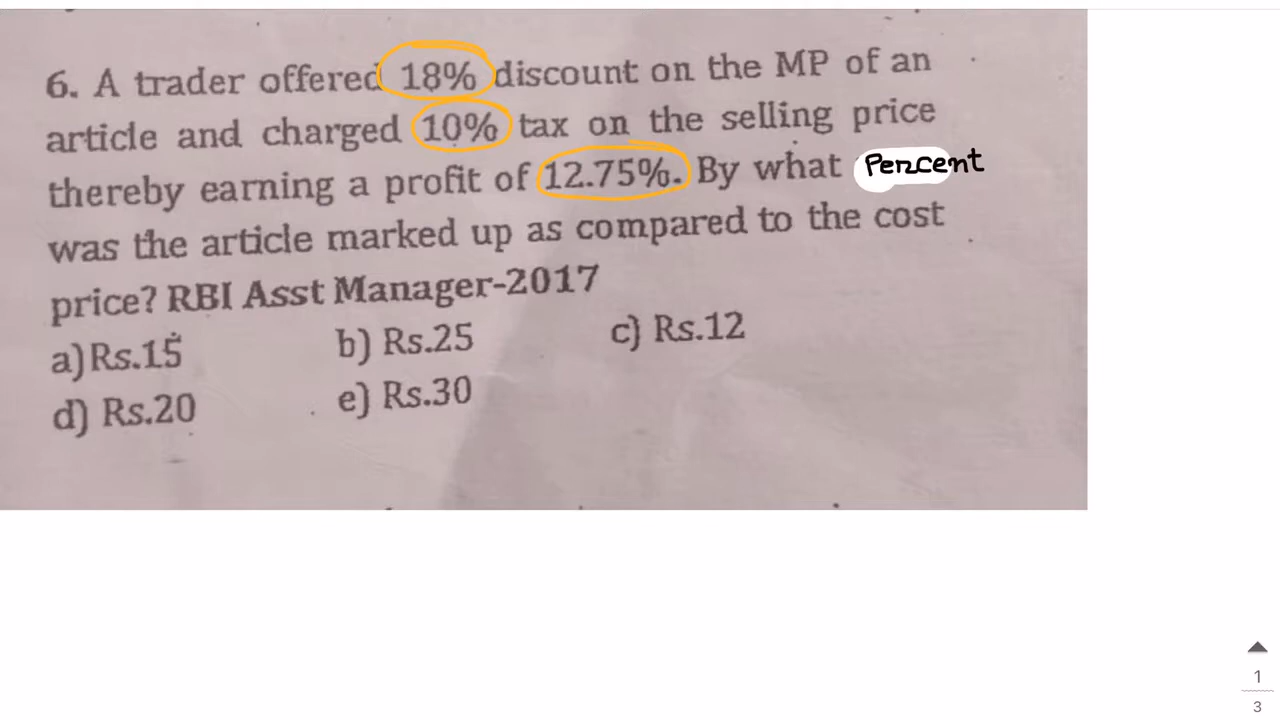 6. A trader offered 18% discount on the MP of an
article and charged 10% tax on the selling price
thereby earning a profit of 12.75%. By what Percent
was the article marked up as compared to the cost
price? RBI Asst Manager-2017
a) Rs.15 b) Rs.25 c) Rs.12
d) Rs.20 e) Rs.30
1
3